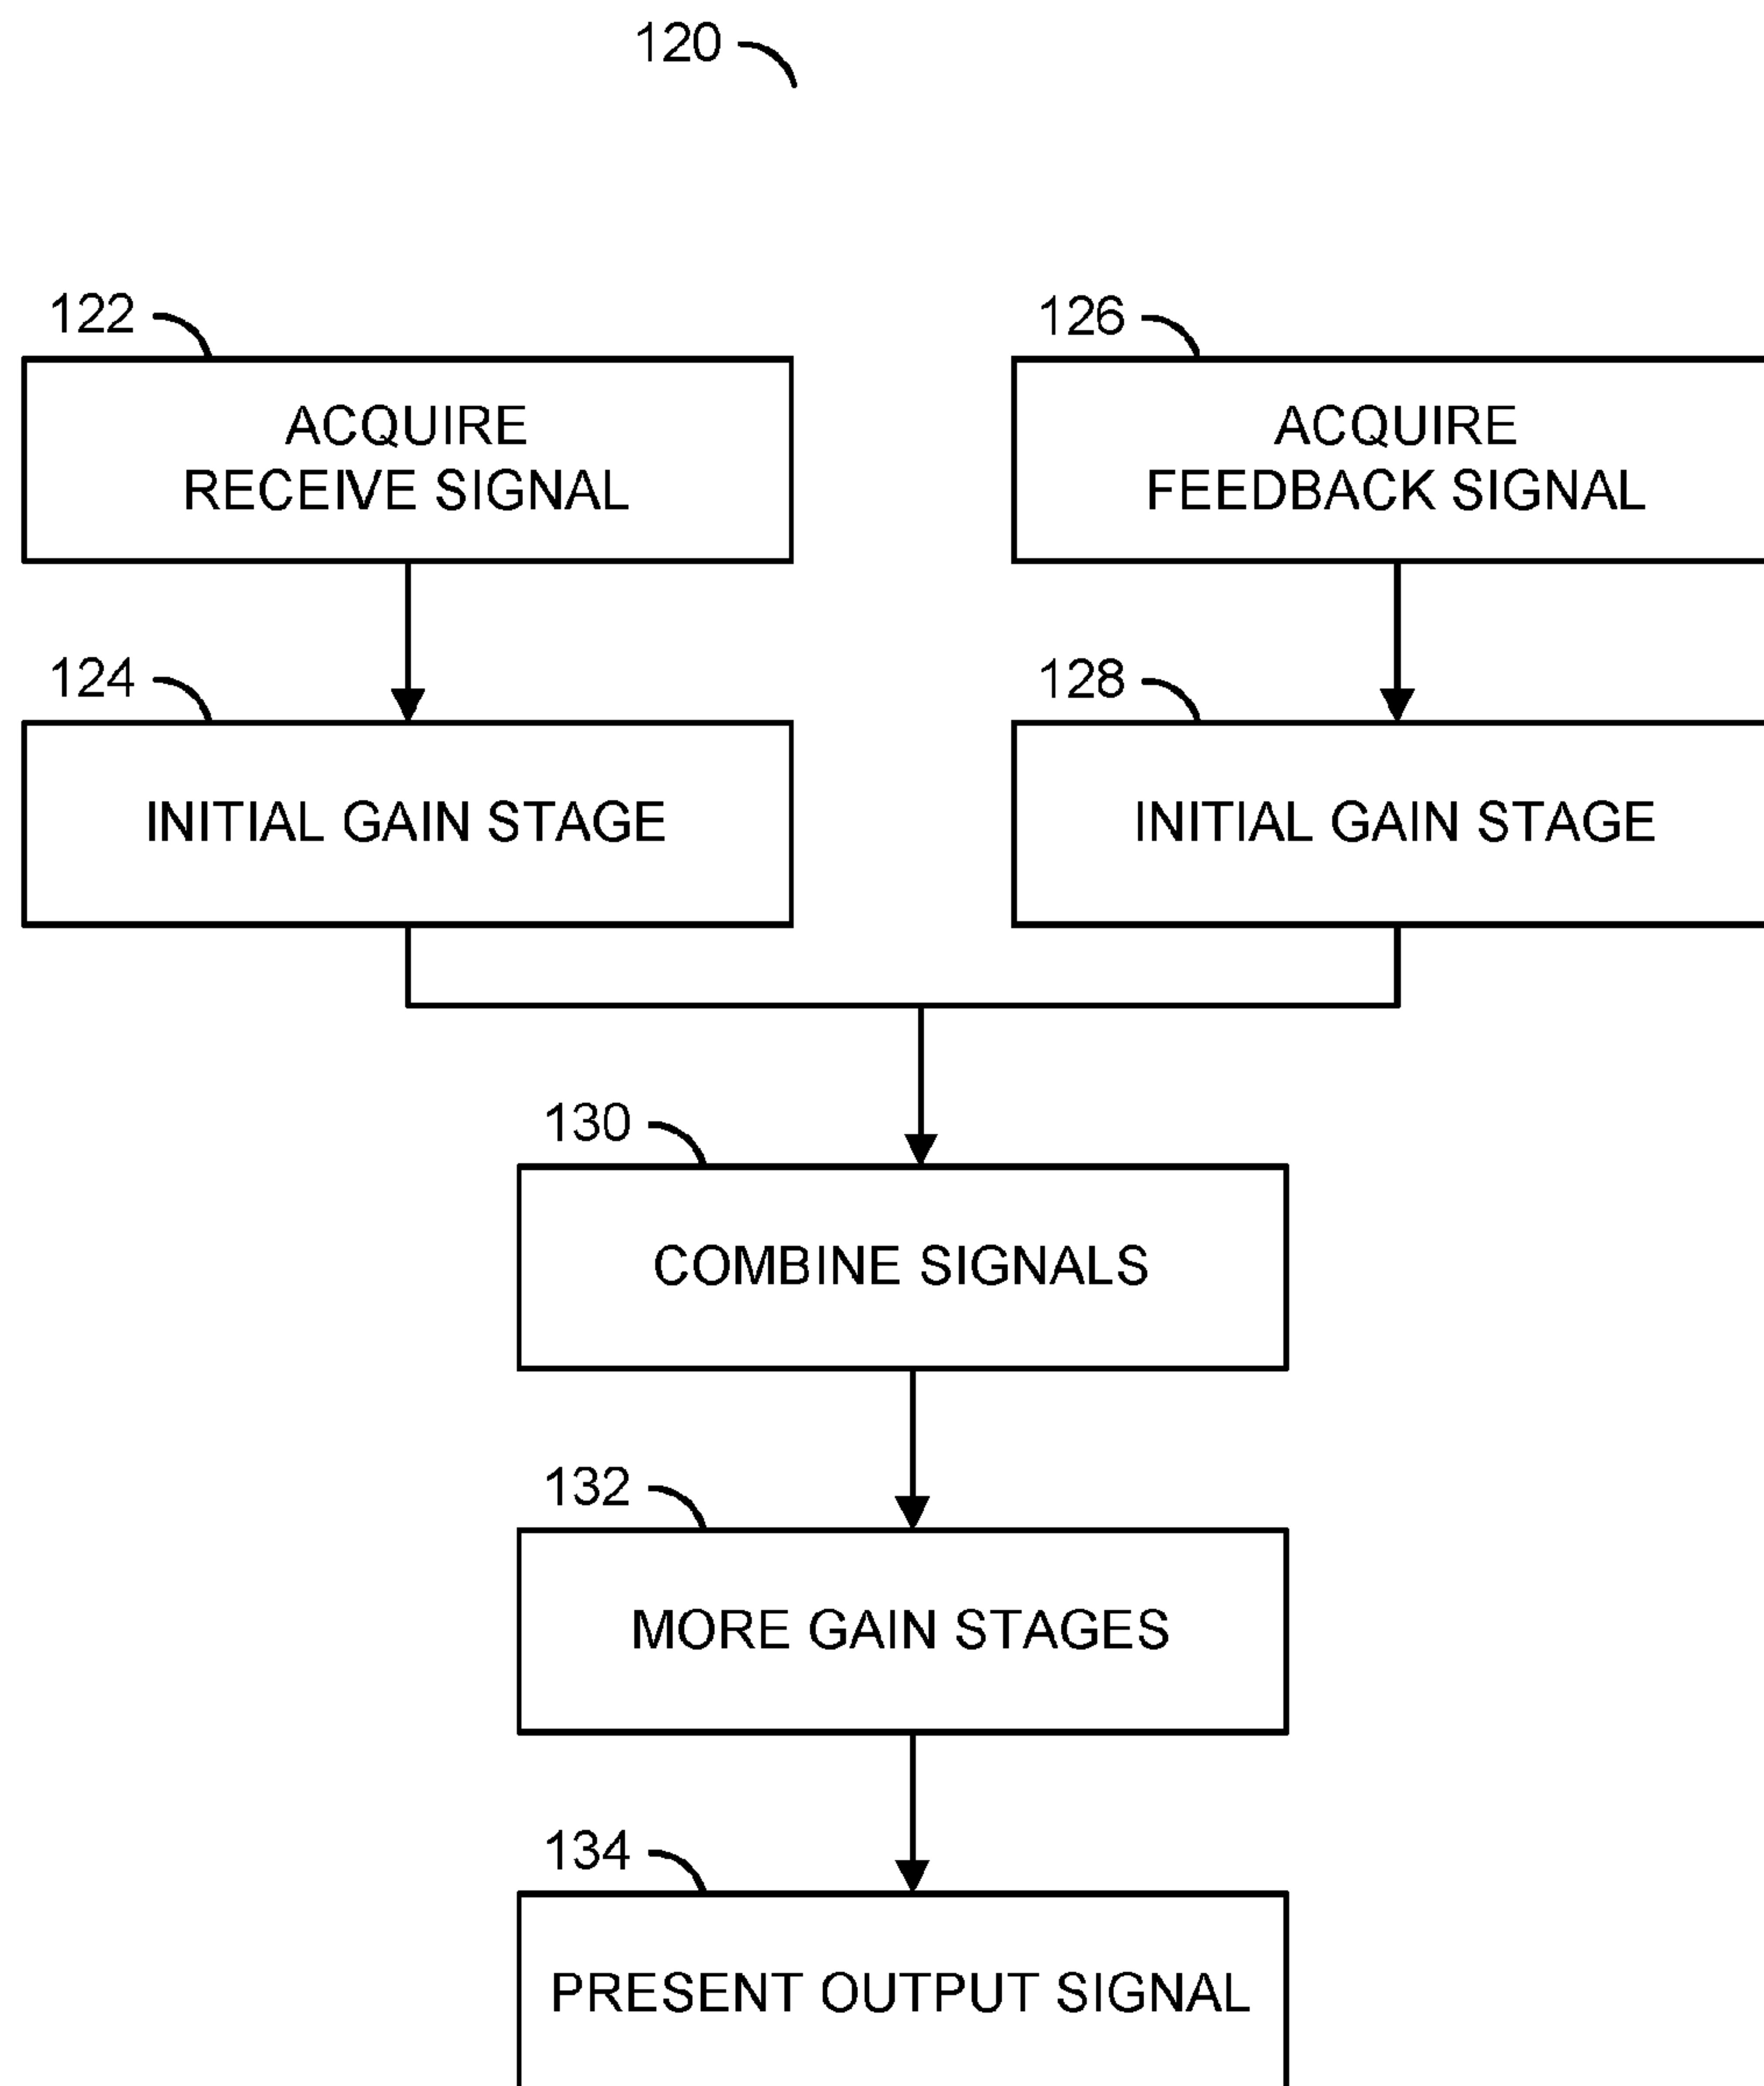 120
122
ACQUIRE
RECEIVE SIGNAL
126
ACQUIRE
FEEDBACK SIGNAL
124
INITIAL GAIN STAGE
128
INITIAL GAIN STAGE
130
COMBINE SIGNALS
132
MORE GAIN STAGES
134
PRESENT OUTPUT SIGNAL